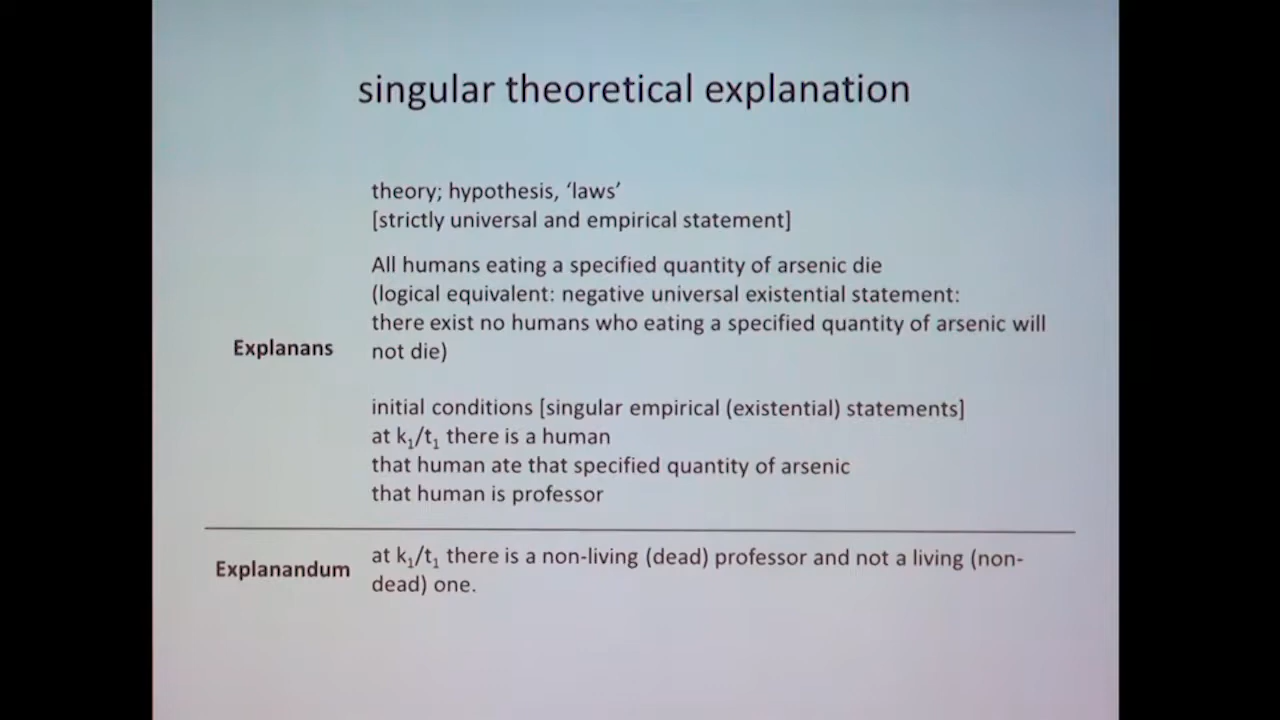 singular theoretical explanation
theory; hypothesis, ‘laws’
[strictly universal and empirical statement]
All humans eating a specified quantity of arsenic die
(logical equivalent: negative universal existential statement:
there exist no humans who eating a specified quantity of arsenic will
Explanans
not die)
initial conditions [singular empirical (existential) statements]
at k₁/t₁ there is a human
that human ate that specified quantity of arsenic
that human is professor
Explanandum
at k₁/t₁ there is a non-living (dead) professor and not a living (non-
dead) one.